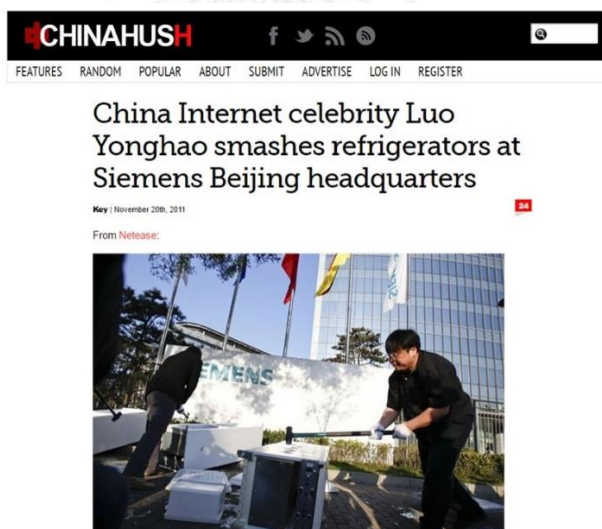 CHINAHUSH
FEATURES RANDOM POPULAR ABOUT SUBMIT ADVERTISE LOG IN REGISTER
China Internet celebrity Luo
Yonghao smashes refrigerators at
Siemens Beijing headquarters
Key | November 20th, 2011
24
From Netease:
EMENS